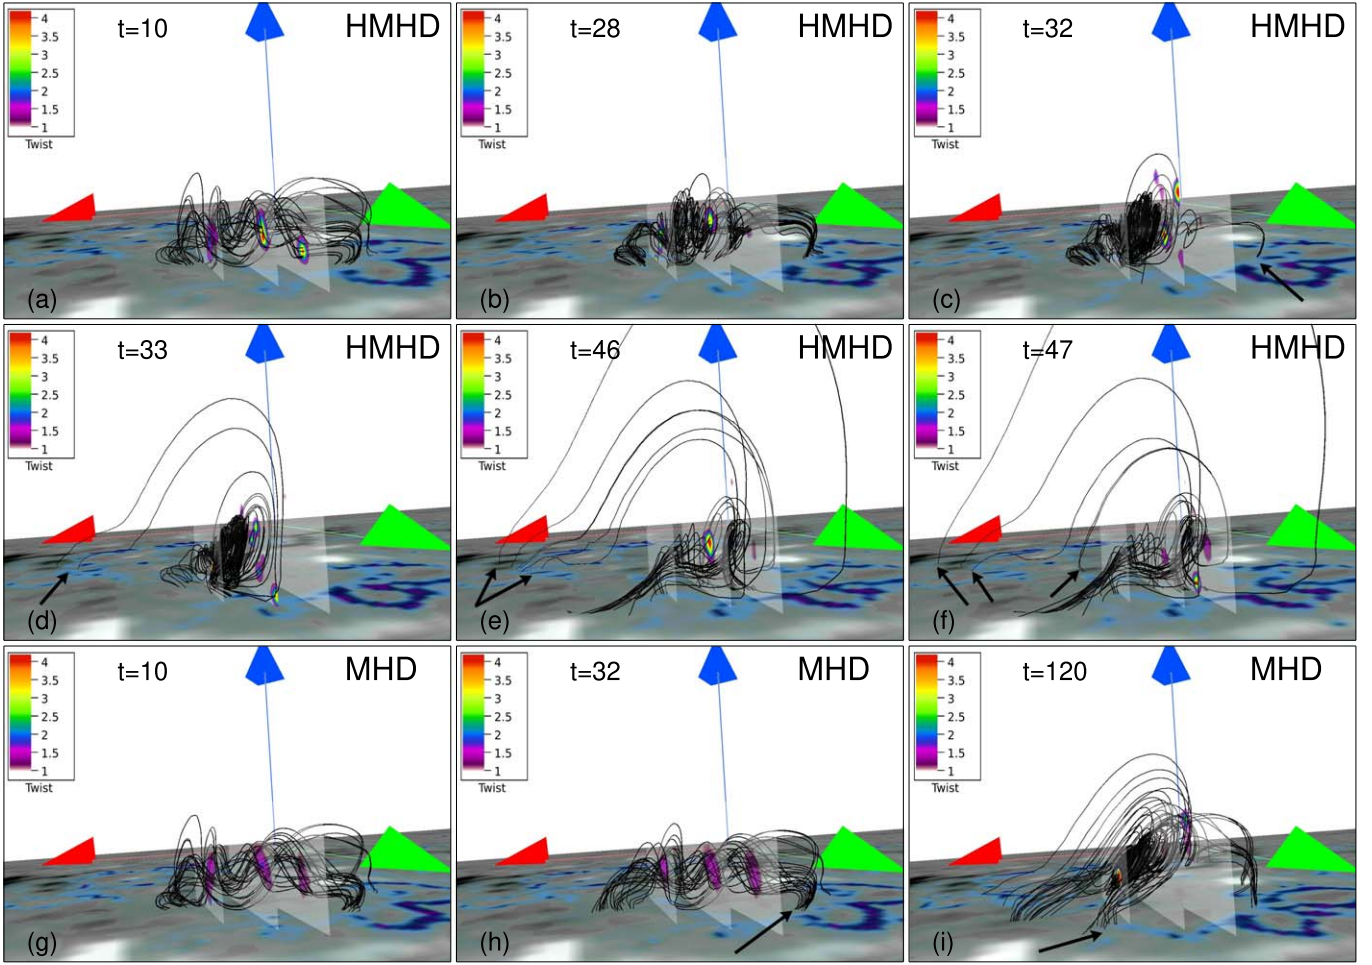 t=10 HMHD
4
3.5
3
2.5
2
1.5
1
Twist
(a)
t=28 HMHD
4
3.5
3
2.5
2
1.5
1
Twist
(b)
t=32 HMHD
4
3.5
3
2.5
2
1.5
1
Twist
(c)
t=33 HMHD
4
3.5
3
2.5
2
1.5
1
Twist
(d)
t=46 HMHD
4
3.5
3
2.5
2
1.5
1
Twist
(e)
t=47 HMHD
4
3.5
3
2.5
2
1.5
1
Twist
(f)
t=10 MHD
4
3.5
3
2.5
2
1.5
1
Twist
(g)
t=32 MHD
4
3.5
3
2.5
2
1.5
1
Twist
(h)
t=120 MHD
4
3.5
3
2.5
2
1.5
1
Twist
(i)